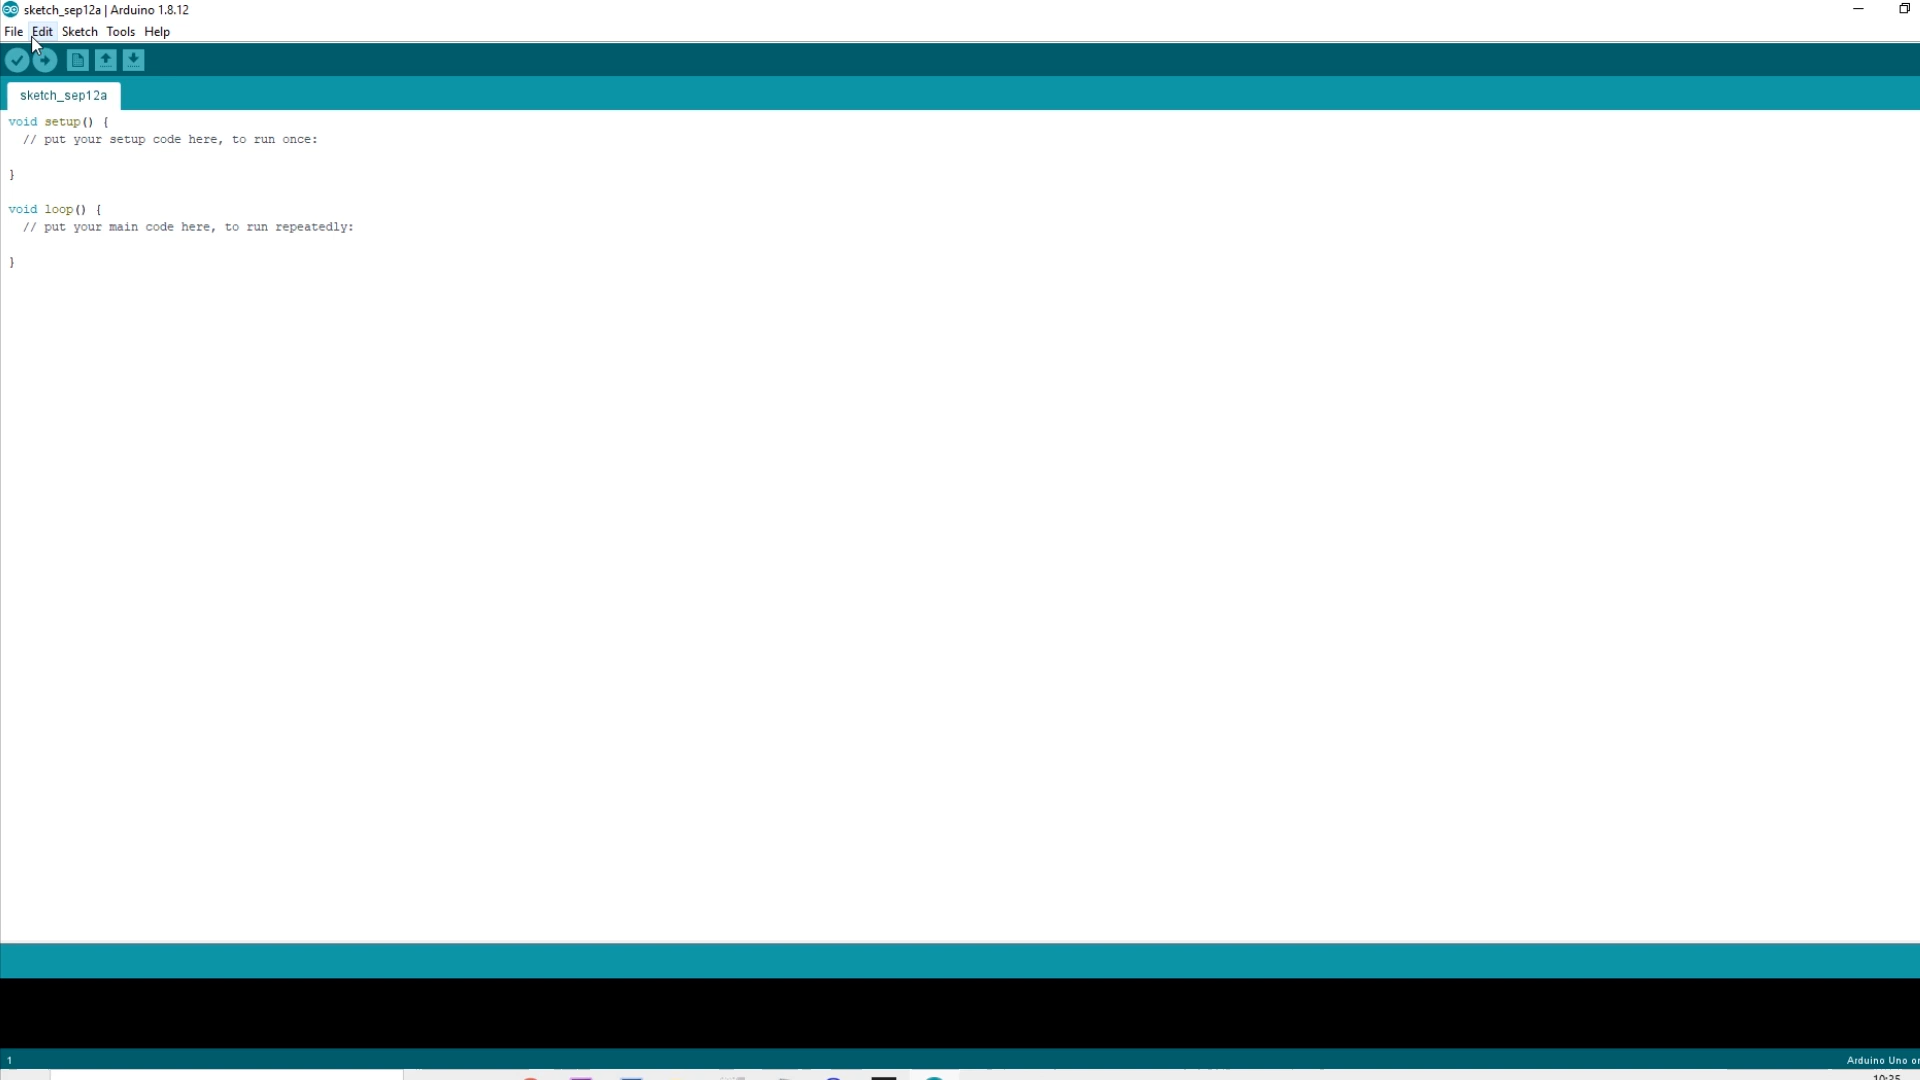 sketch_sep12a | Arduino 1.8.12
File Edit Sketch Tools Help
sketch_sep12a
void setup() {
  // put your setup code here, to run once:

}

void loop() {
  // put your main code here, to run repeatedly:

}
1
Arduino Uno